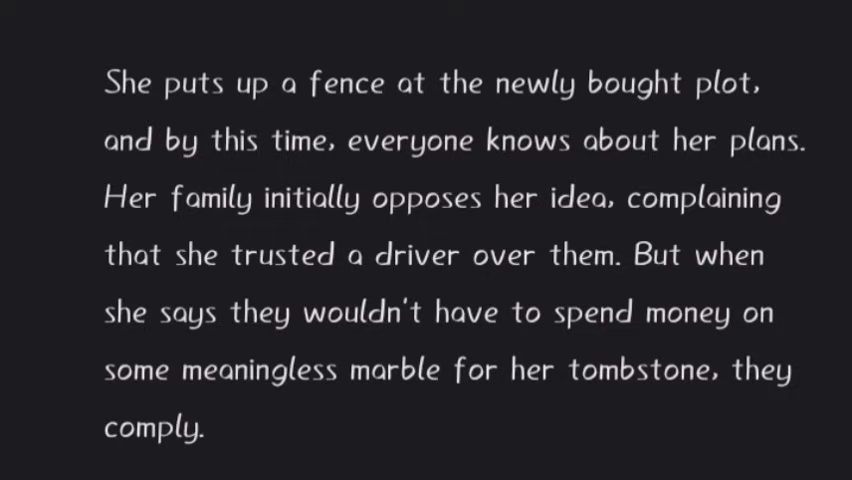 She puts up a fence at the newly bought plot,
and by this time, everyone knows about her plans.
Her family initially opposes her idea, complaining
that she trusted a driver over them. But when
she says they wouldn't have to spend money on
some meaningless marble for her tombstone, they
comply.